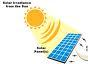 Solar Irradiance
from the Sun
Solar
Panel(s)